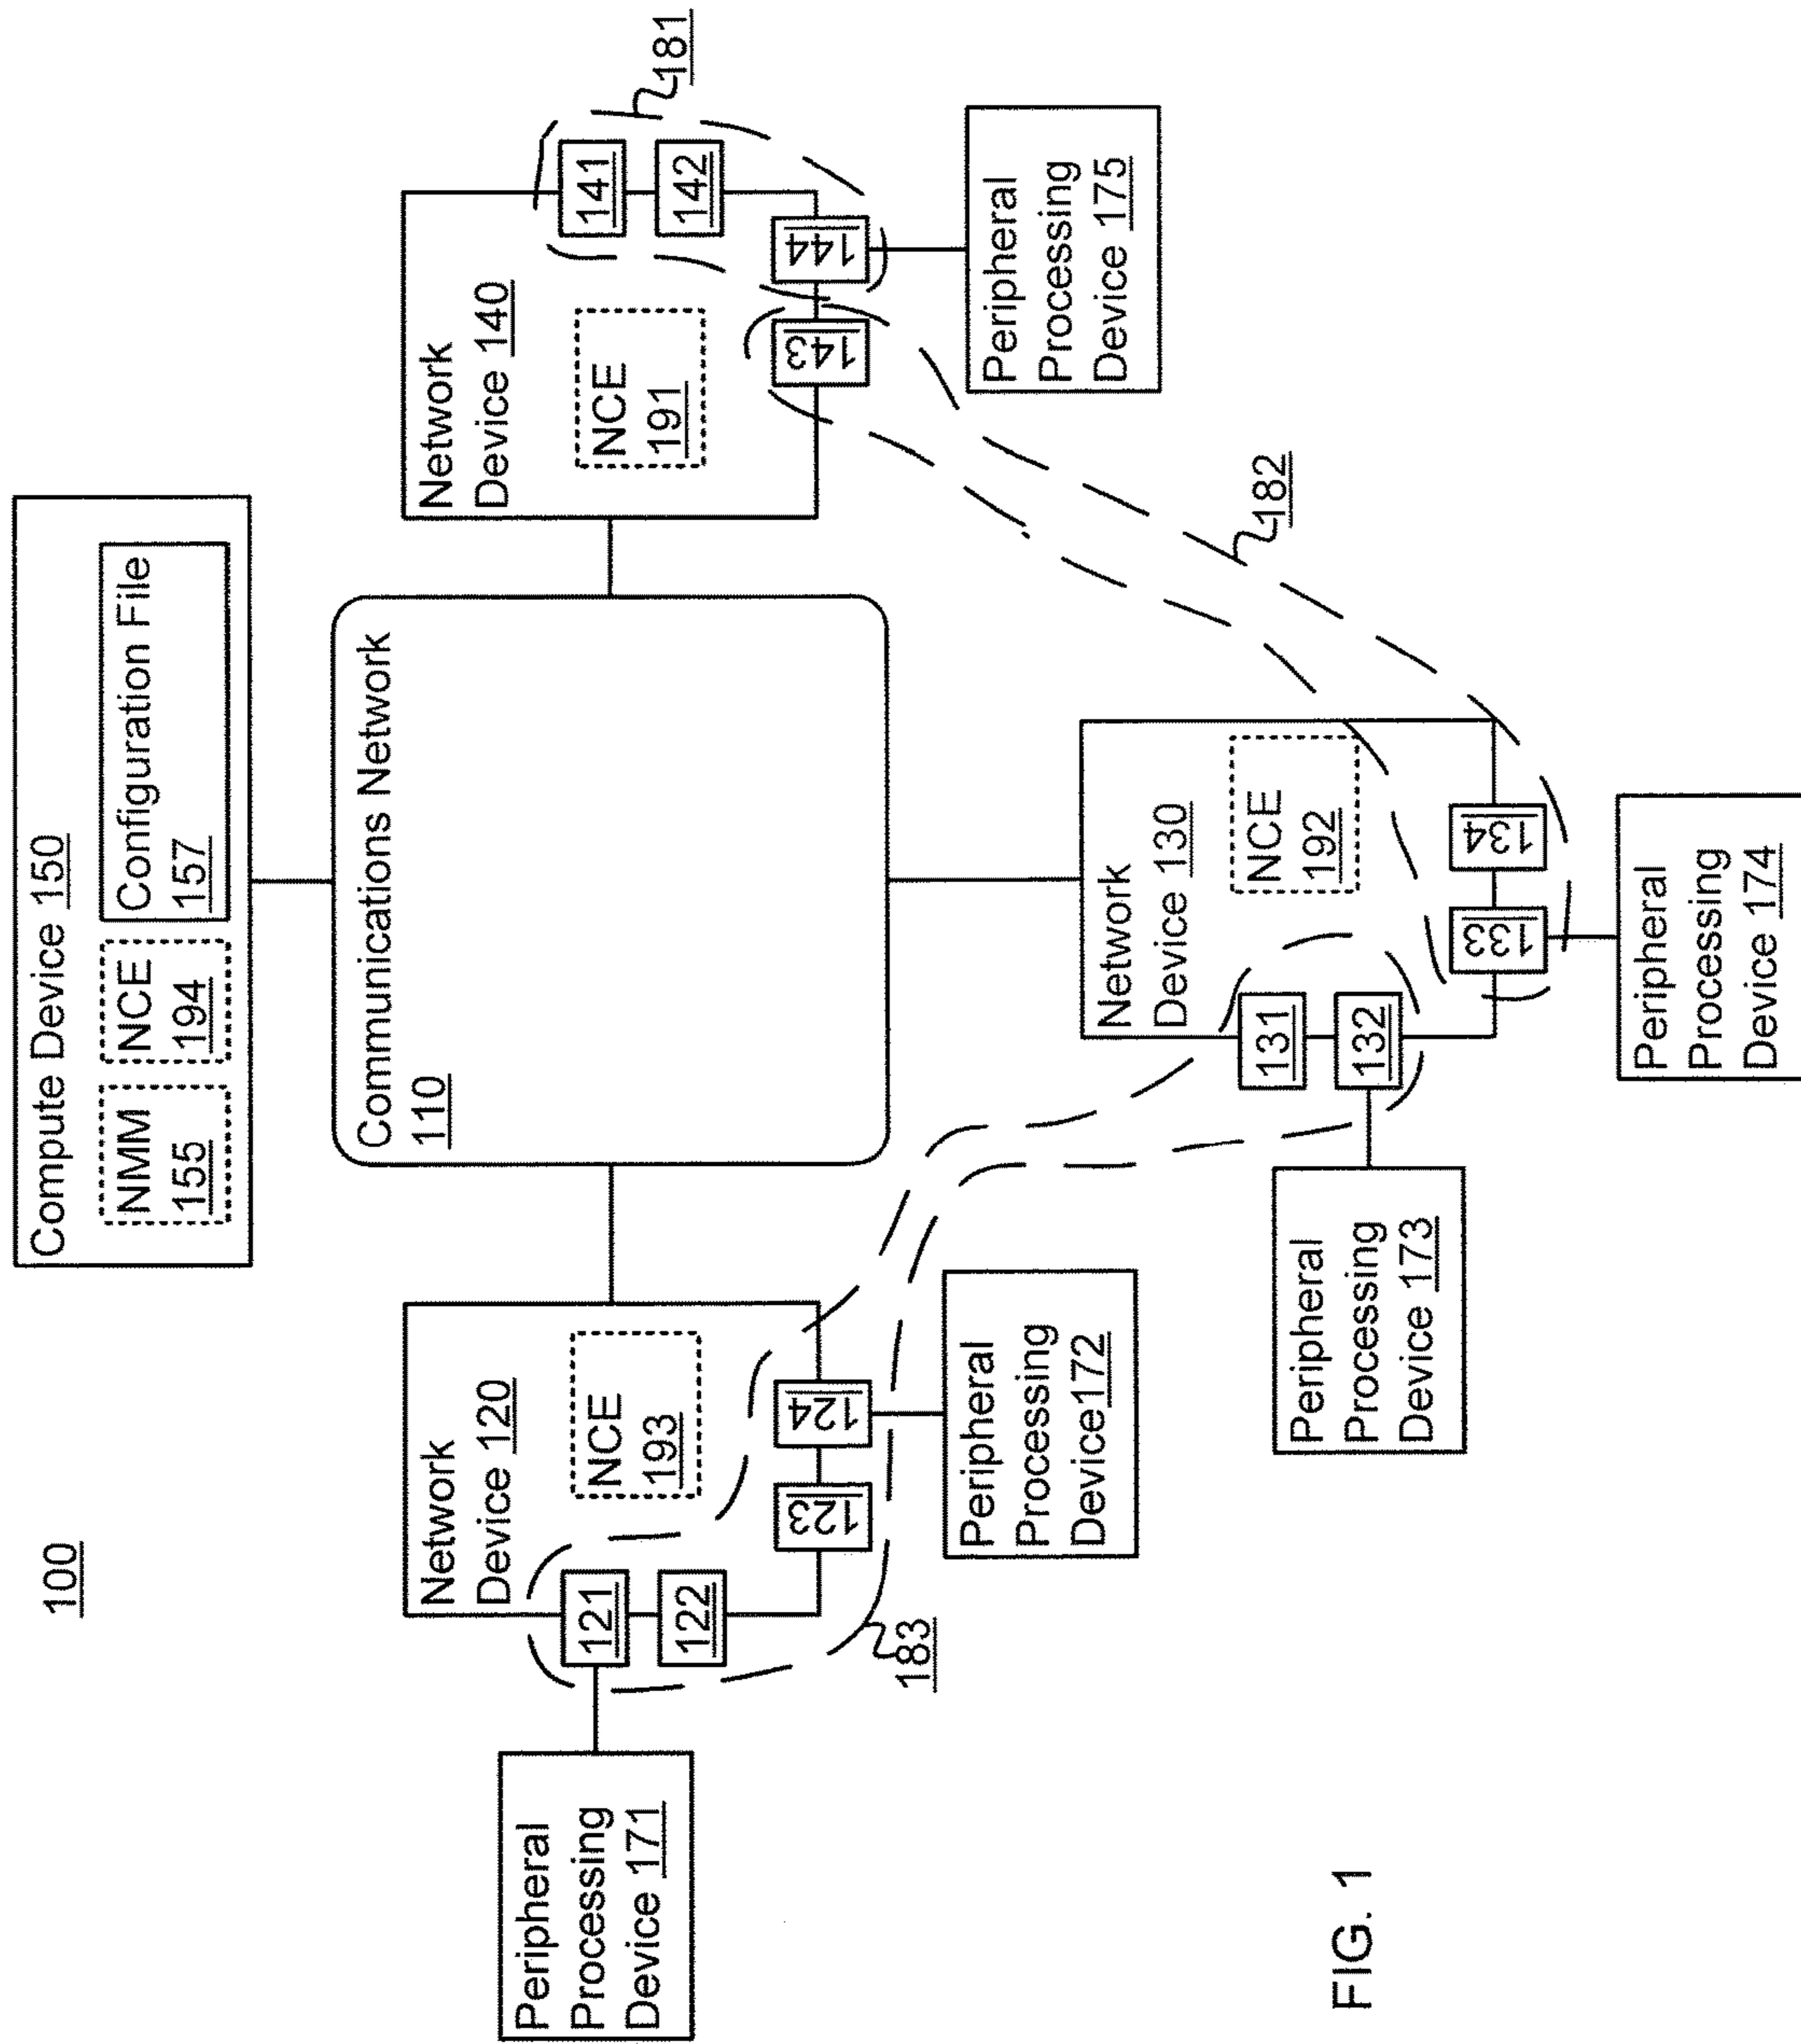 100
Compute Device 150
NMM
155
NCE
194
Configuration File
157
Communications Network
110
Network
Device 120
NCE
193
121
122
123
124
Network
Device 140
NCE
191
141
142
143
144
181
Peripheral
Processing
Device 171
183
Peripheral
Processing
Device172
Network
Device 130
NCE
192
131
132
133
134
182
Peripheral
Processing
Device 175
Peripheral
Processing
Device 173
Peripheral
Processing
Device 174
FIG. 1